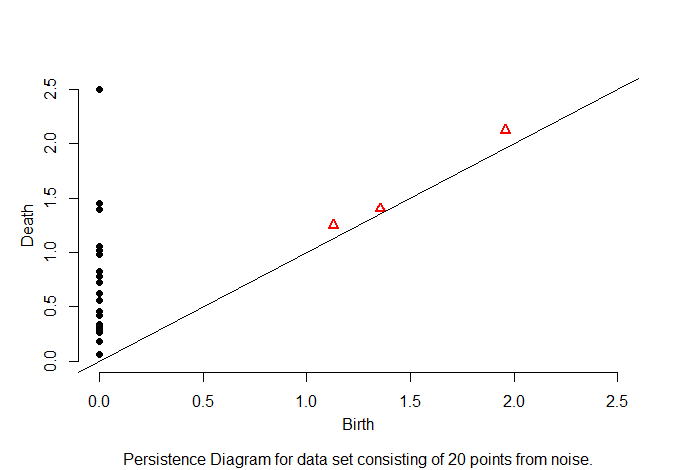 2.5
2.0
1.5
1.0
0.5
0.0
Death
0.0 0.5 1.0 1.5 2.0 2.5
Birth
Persistence Diagram for data set consisting of 20 points from noise.